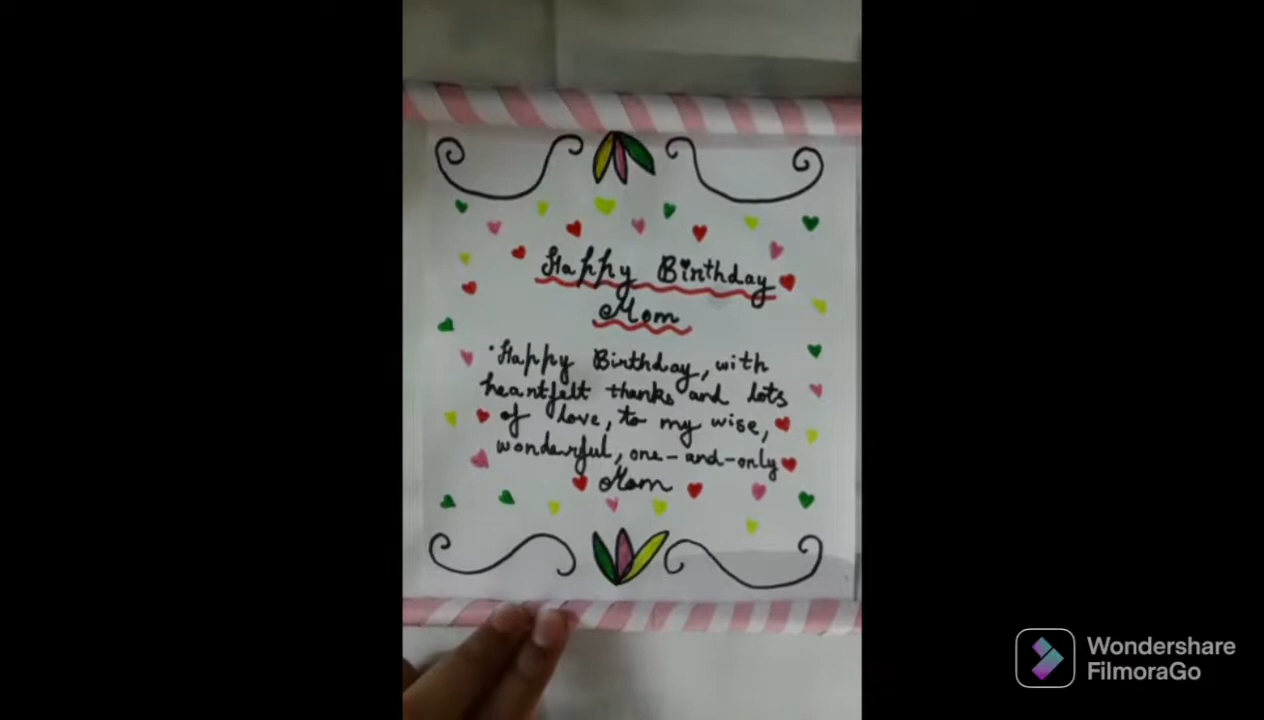 Happy Birthday
Mom
Happy Birthday, with
heartfelt thanks and lots
of love, to my wise,
wonderful, one-and-only
Mom
Wondershare
FilmoraGo